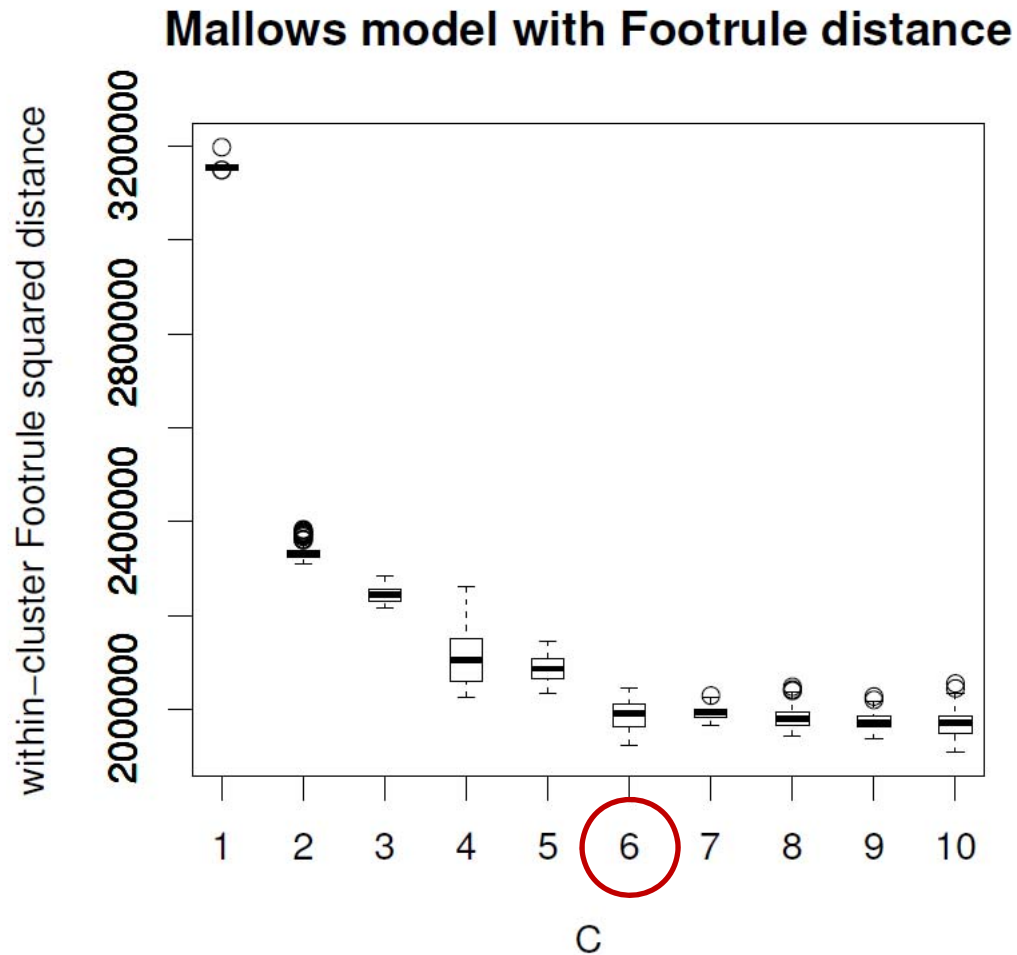 Mallows model with Footrule distance
within−cluster Footrule squared distance
3200000
2800000
2400000
2000000
1 2 3 4 5 6 7 8 9 10
C